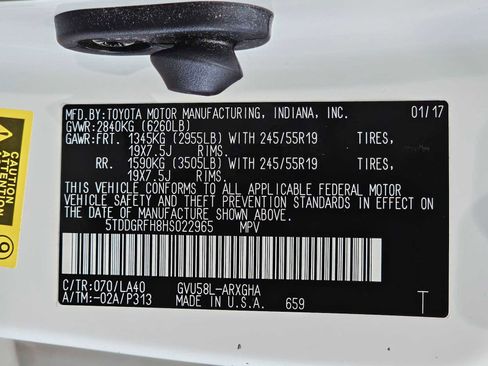 MFD.BY:TOYOTA MOTOR MANUFACTURING, INDIANA, INC. 01/17
GVWR:2840KG (6260LB)
GAWR:FRT. 1345KG (2955LB) WITH 245/55R19 TIRES,
19X7.5J RIMS,
RR. 1590KG (3505LB) WITH 245/55R19 TIRES,
19X7.5J RIMS.
THIS VEHICLE CONFORMS TO ALL APPLICABLE FEDERAL MOTOR
VEHICLE SAFETY AND THEFT PREVENTION STANDARDS IN EFFECT ON
THE DATE OF MANUFACTURE SHOWN ABOVE.
5TDDGRFH8HS022965 MPV
C/TR:070/LA40 GVU58L-ARXGHA
A/TM:-02A/P313 MADE IN U.S.A. 659 T
CAUTION
ATTENTION